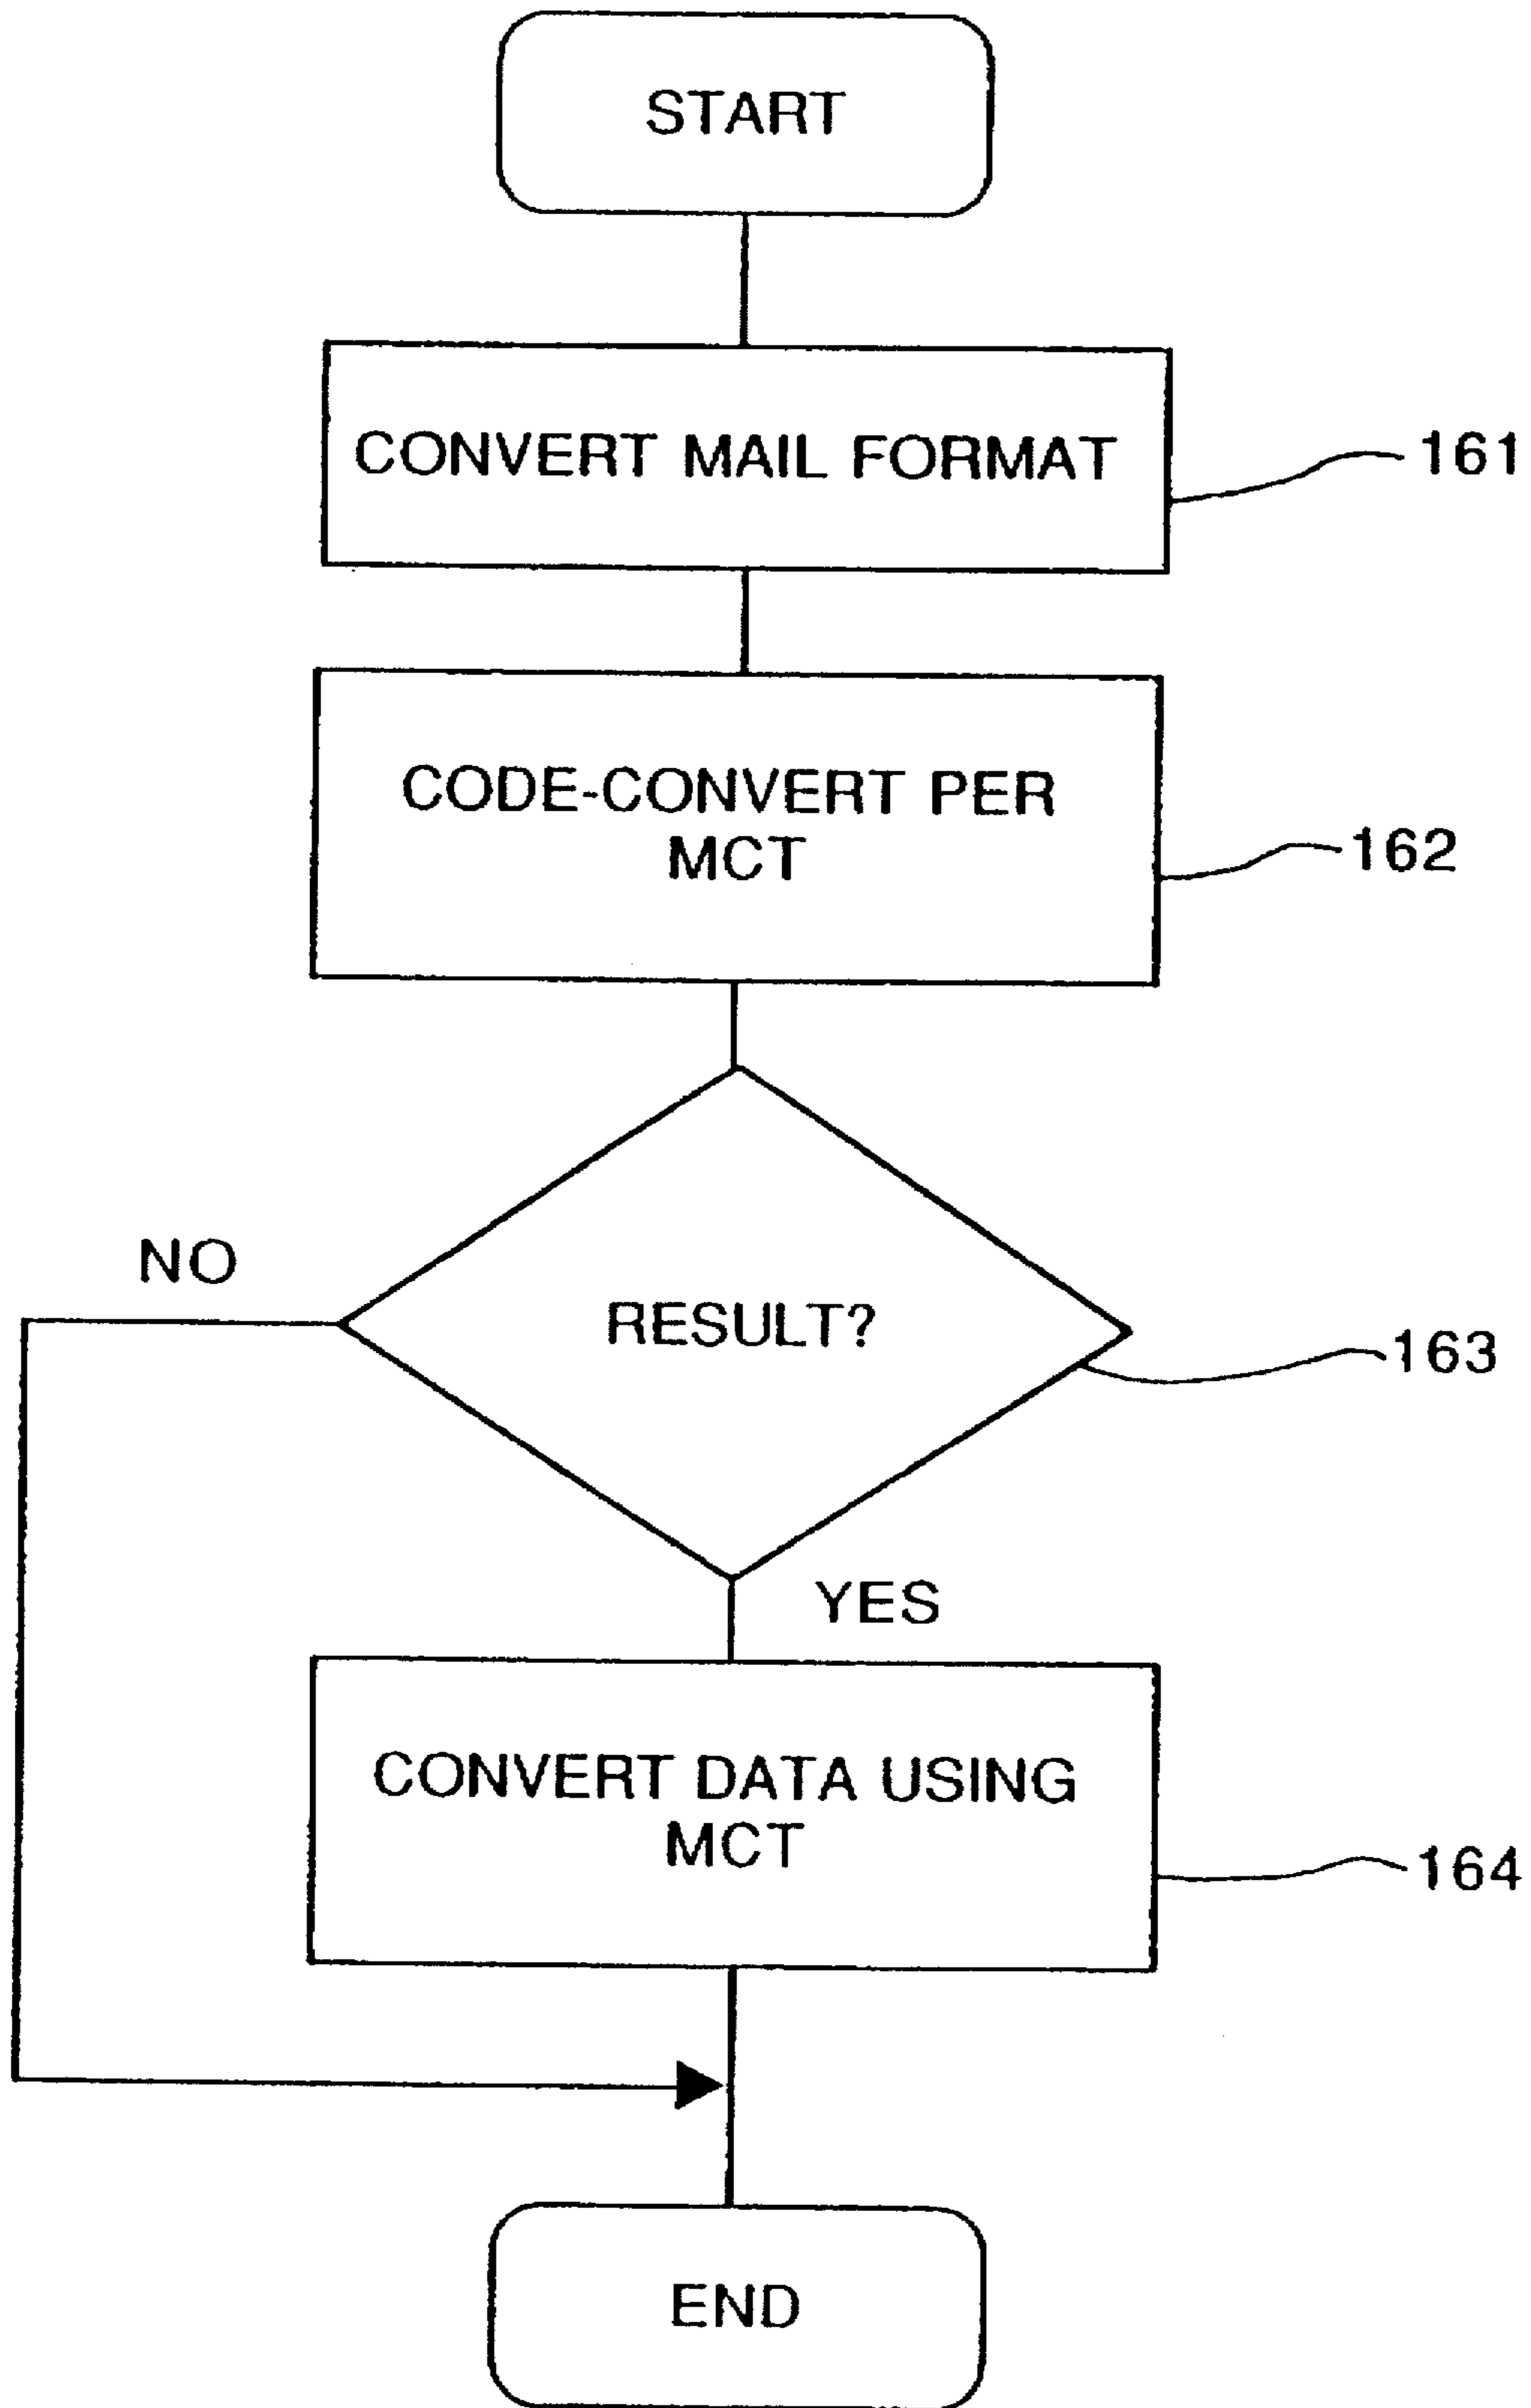 START
CONVERT MAIL FORMAT
161
CODE-CONVERT PER
MCT
162
NO
RESULT?
163
YES
CONVERT DATA USING
MCT
164
END